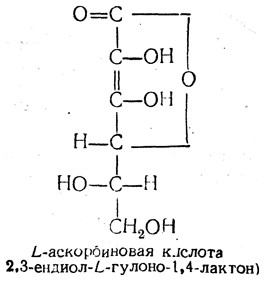 O=C
C—OH
O
C—OH
H—C
HO—C—H
CH₂OH
L-аскорбиновая кислота
2,3-ендиол-L-гулоно-1,4-лактон)